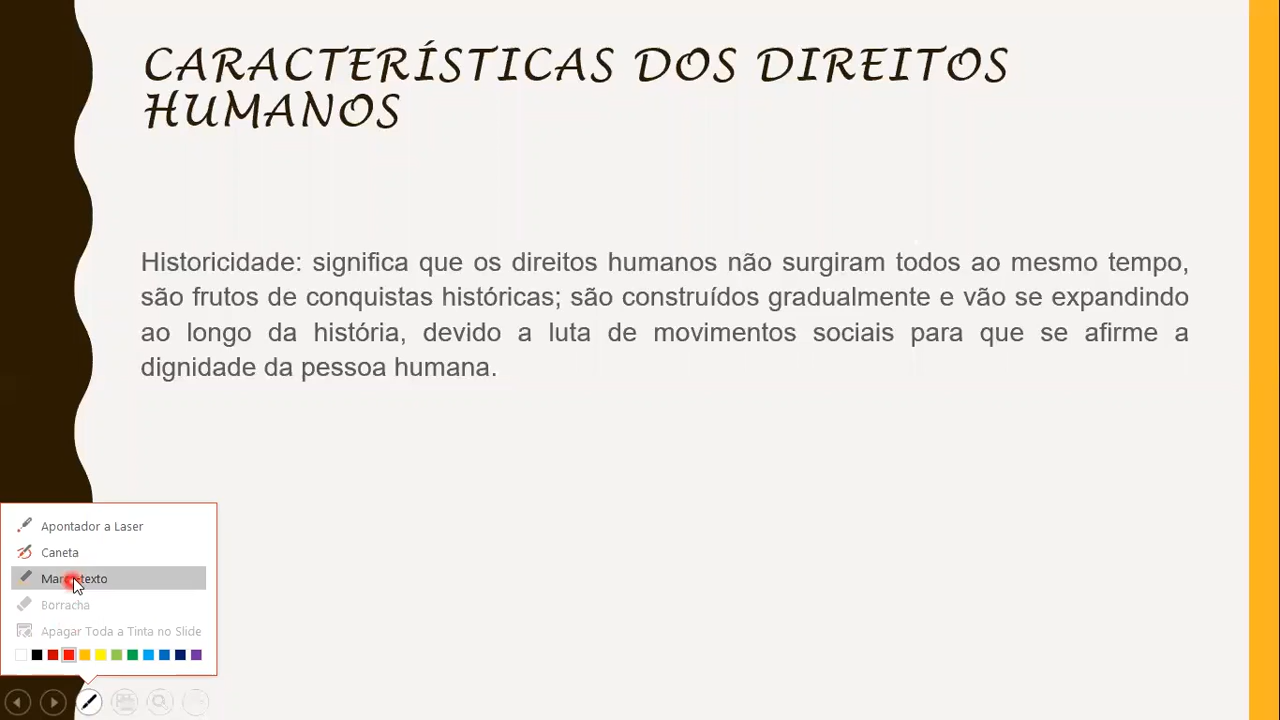 CARACTERÍSTICAS DOS DIREITOS
HUMANOS
Historicidade: significa que os direitos humanos não surgiram todos ao mesmo tempo,
são frutos de conquistas históricas; são construídos gradualmente e vão se expandindo
ao longo da história, devido a luta de movimentos sociais para que se afirme a
dignidade da pessoa humana.
Apontador a Laser
Caneta
Marca-texto
Borracha
Apagar Toda a Tinta no Slide